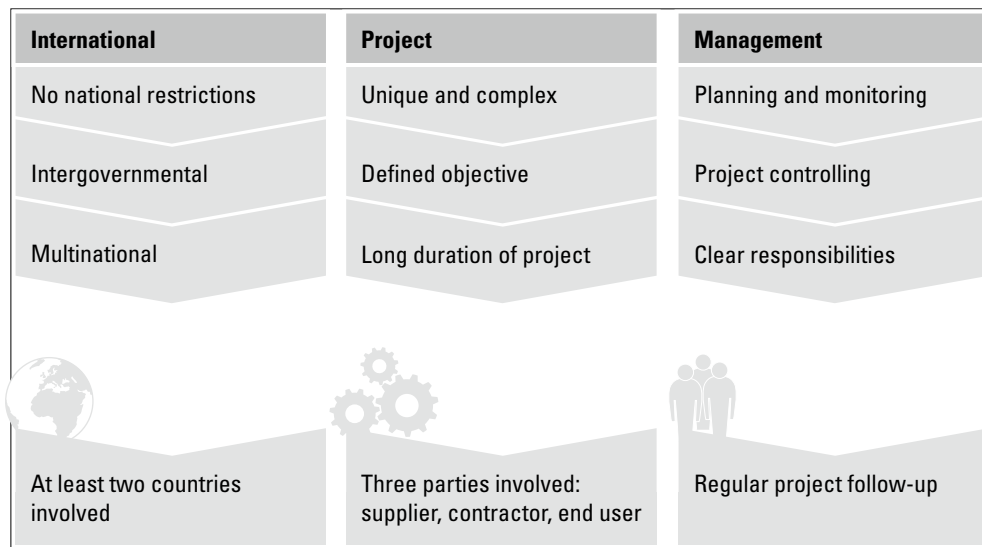 International
No national restrictions
Intergovernmental
Multinational
At least two countries
involved
Project
Unique and complex
Defined objective
Long duration of project
Three parties involved:
supplier, contractor, end user
Management
Planning and monitoring
Project controlling
Clear responsibilities
Regular project follow-up